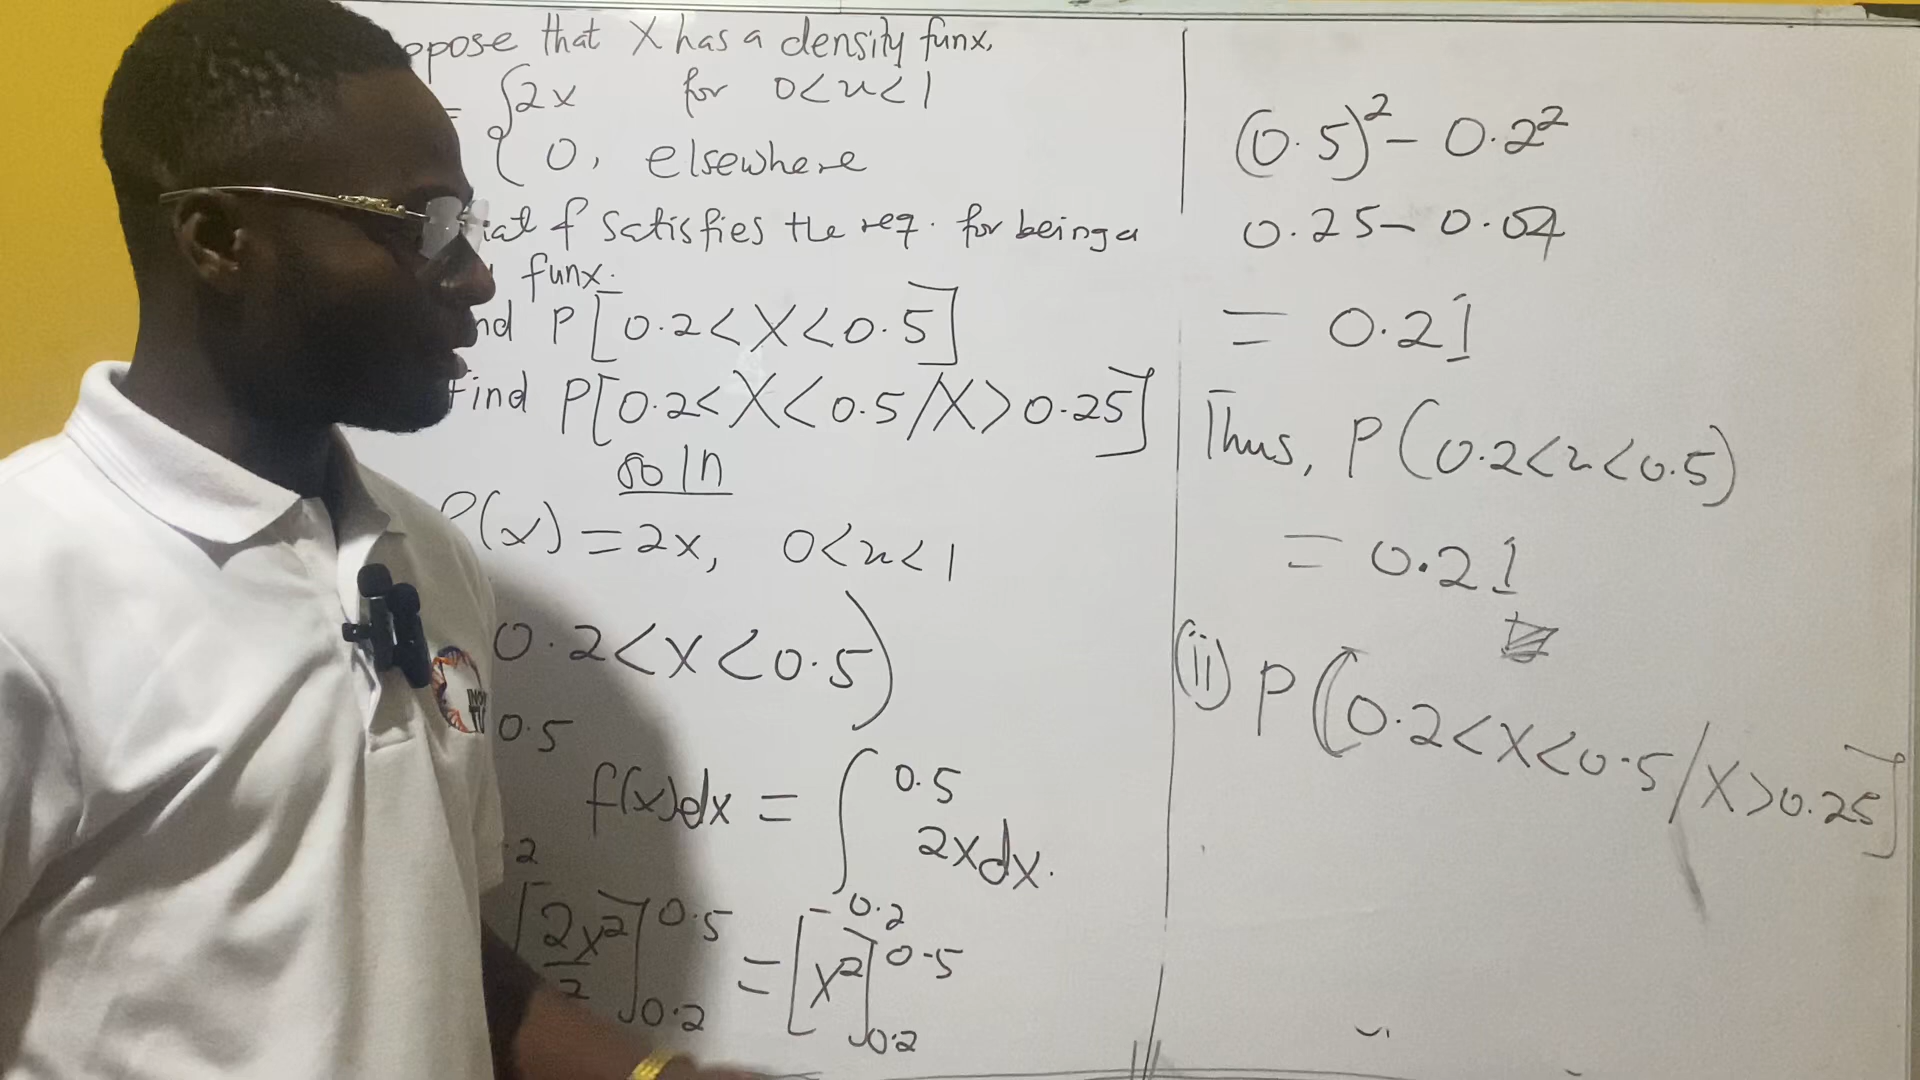 ppose that X has a density funx.
= { 2x for 0<x<1
0, elsewhere
at f satisfies the req. for being a
funx.
nd P[0.2<X<0.5]
Find P[0.2<X<0.5/X>0.25]
soln
P(x) = 2x, 0<x<1
0.2<x<0.5)
0.5
.2
f(x)dx = ∫ 0.5 0.2 2xdx.
[2x²/2] 0.5 0.2 = [x²] 0.5 0.2
(0.5)² - 0.2²
0.25 - 0.04
= 0.21
Thus, P(0.2<x<0.5)
= 0.21
(ii) P(0.2<X<0.5/X>0.25]